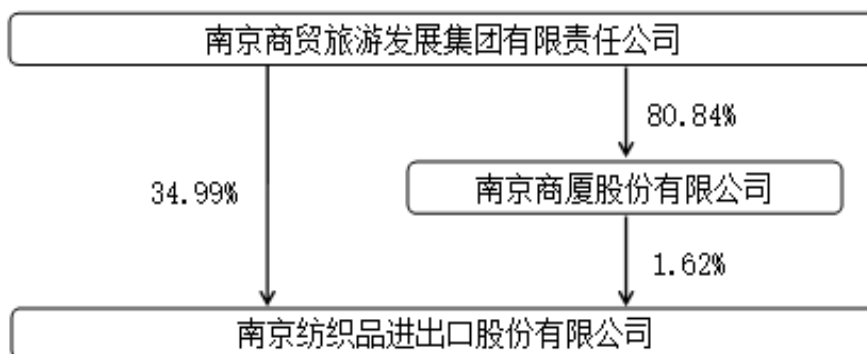 南京商贸旅游发展集团有限责任公司
80.84%
34.99%
南京商厦股份有限公司
1.62%
南京纺织品进出口股份有限公司